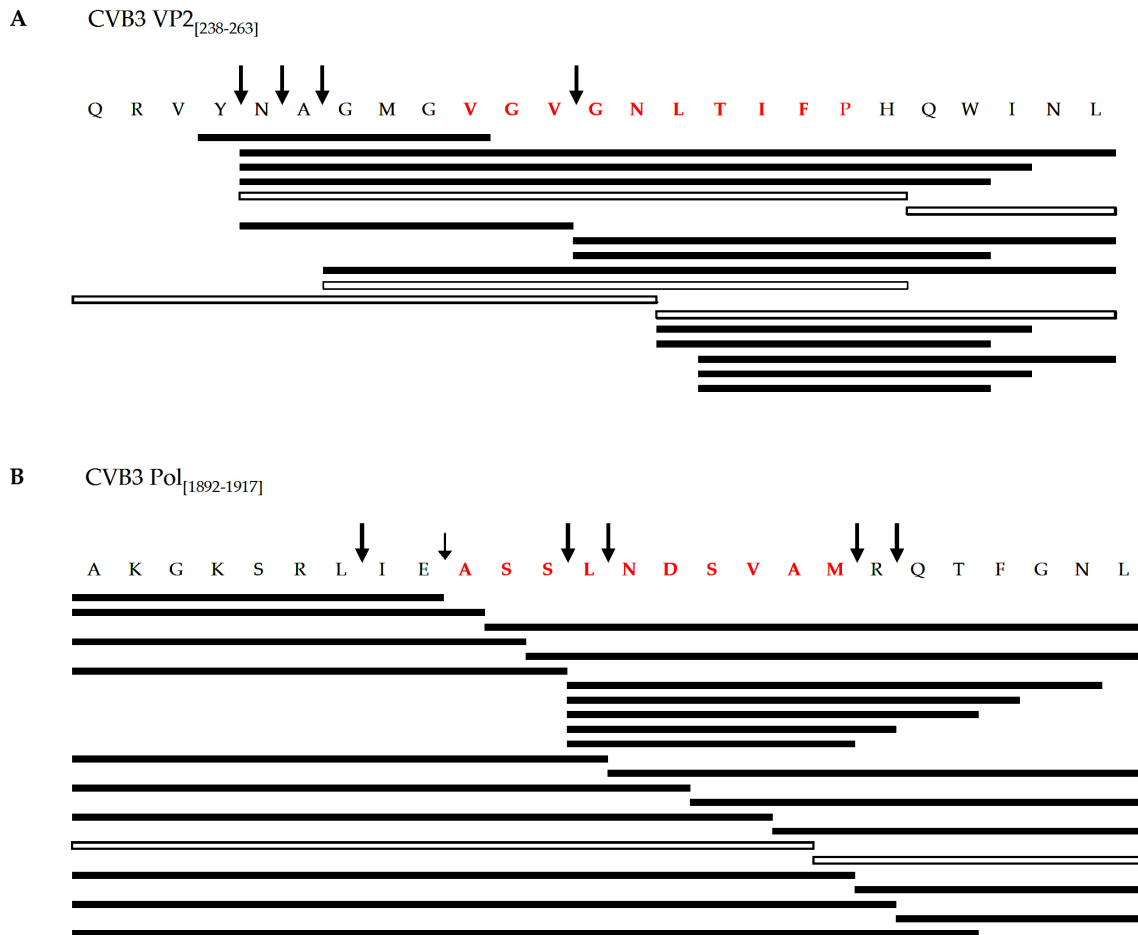 A CVB3 VP2[238-263]
Q R V Y N A G M G V G V G N L T I F P H Q W I N L
B CVB3 Pol[1892-1917]
A K G K S R L I E A S S L N D S V A M R Q T F G N L